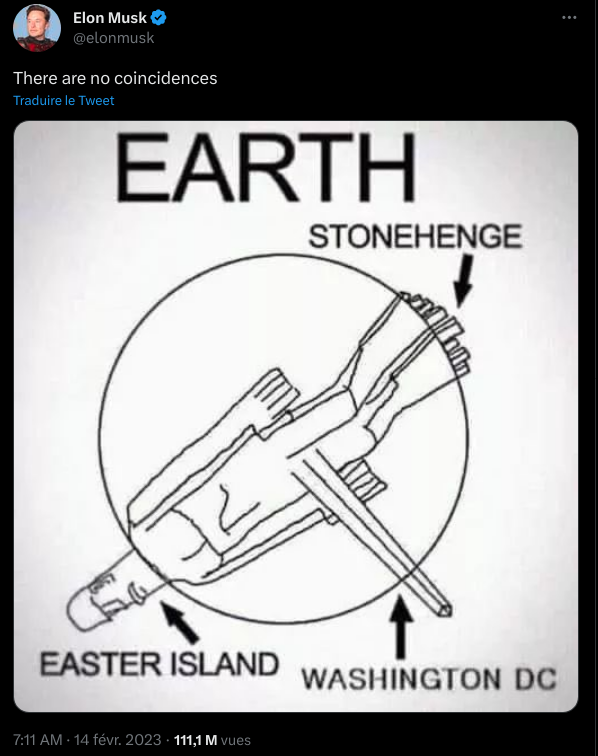 Elon Musk
@elonmusk
There are no coincidences
Traduire le Tweet
EARTH
STONEHENGE
EASTER ISLAND
WASHINGTON DC
7:11 AM · 14 févr. 2023 · 111,1 M vues